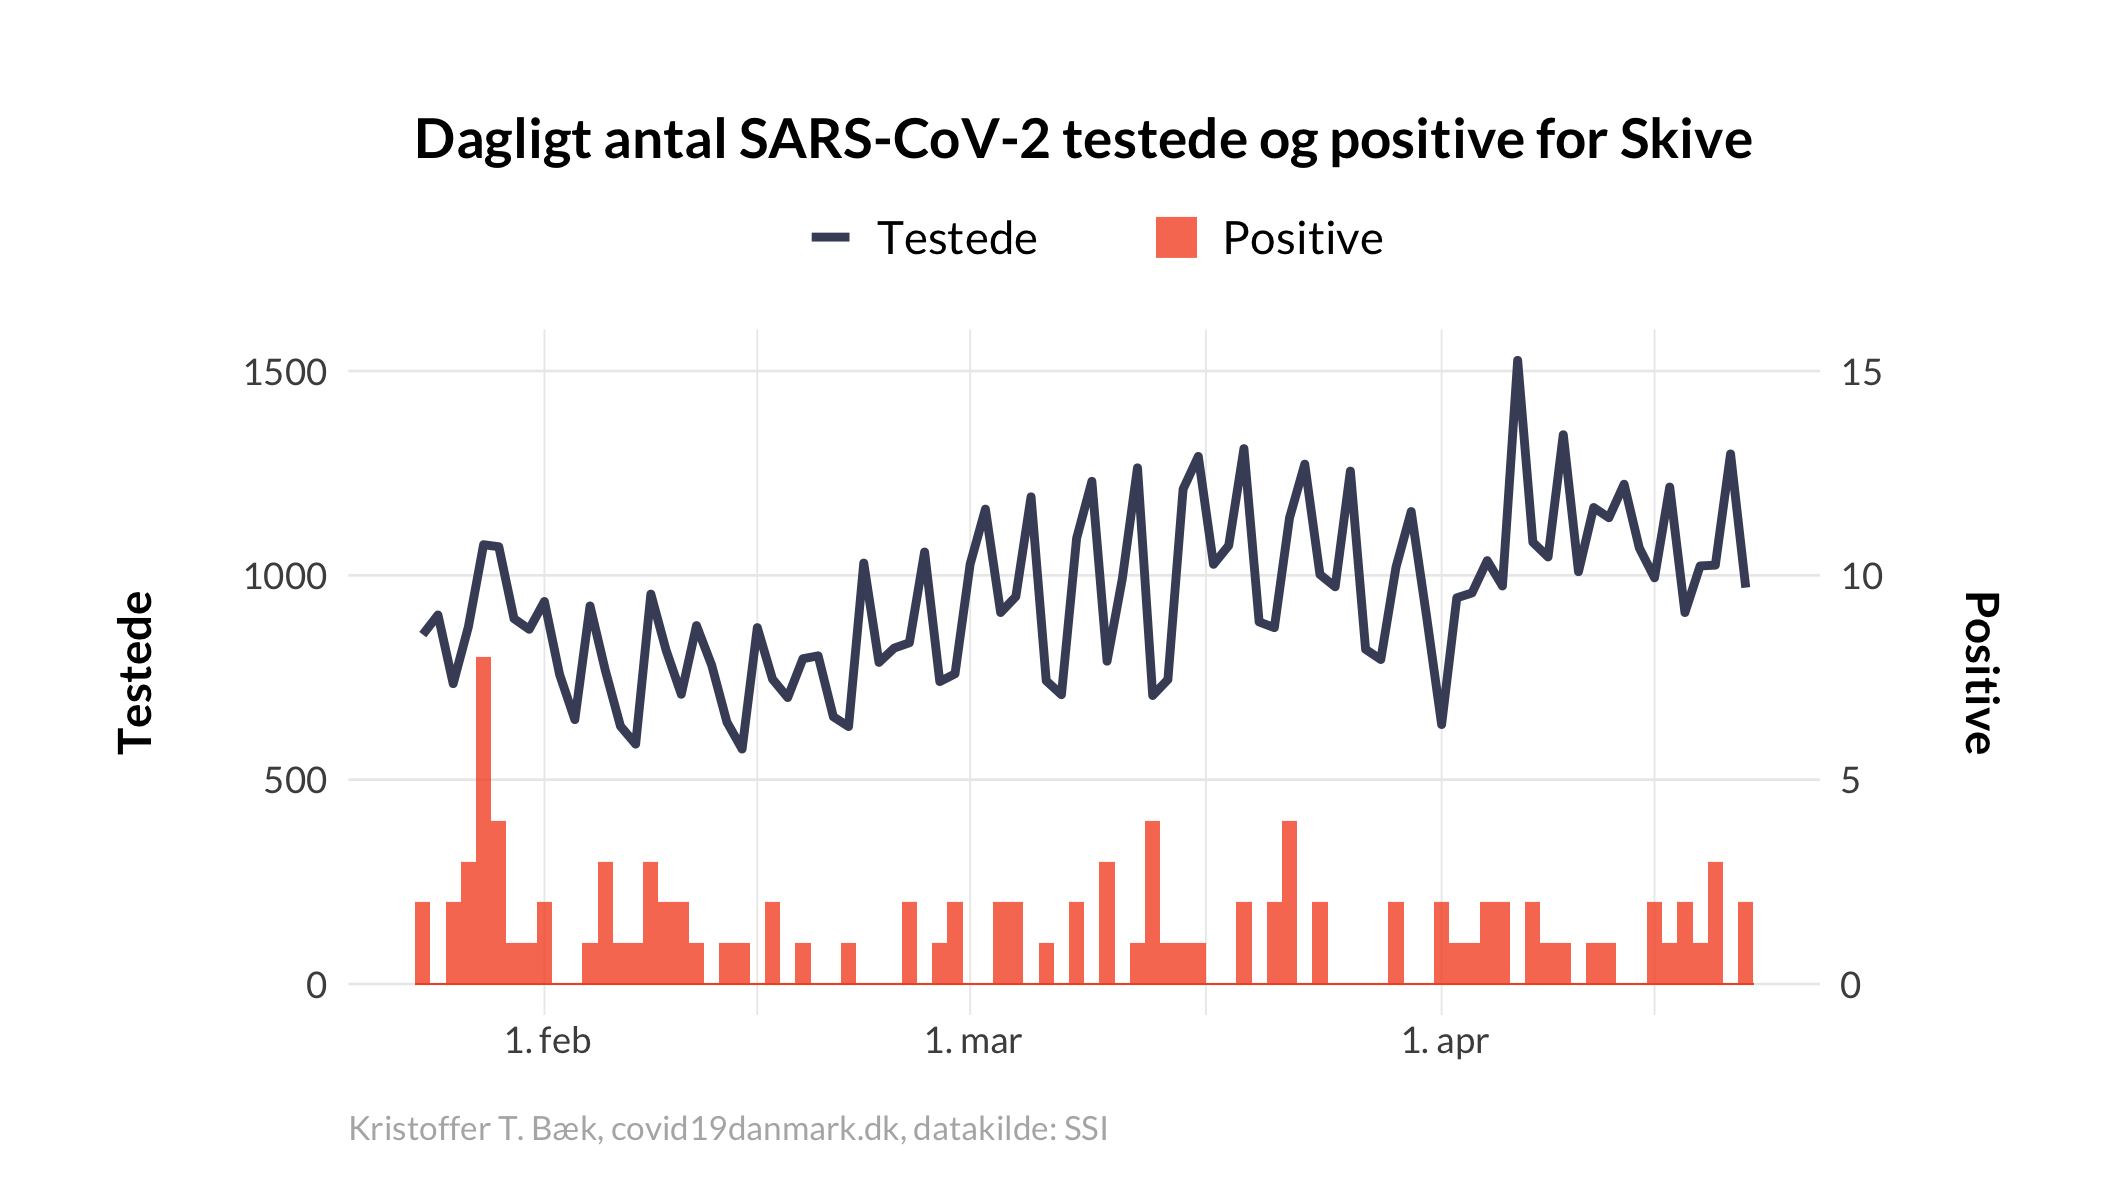 Dagligt antal SARS-CoV-2 testede og positive for Skive
Testede
Positive
1500
1000
500
0
15
10
5
0
Testede
Positive
1. feb
1. mar
1. apr
Kristoffer T. Bæk, covid19danmark.dk, datakilde: SSI